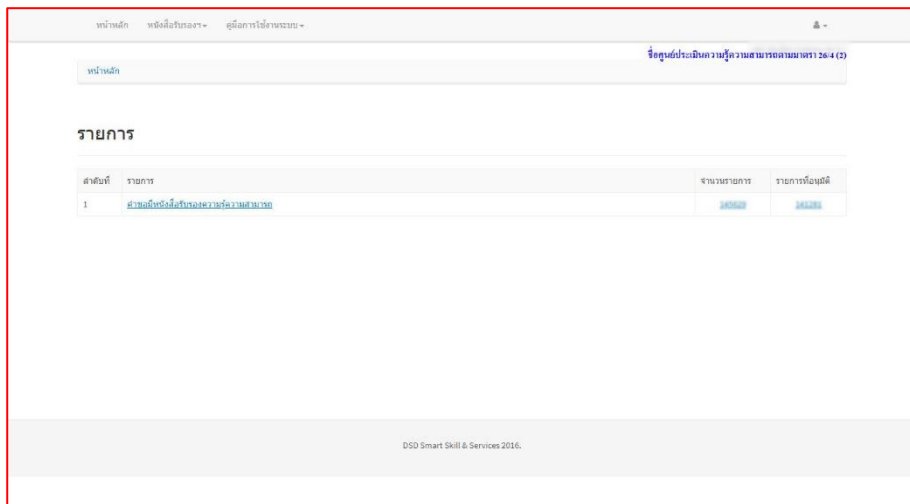 หน้าหลัก หนังสือรับรองฯ คู่มือการใช้งานระบบ
ชื่อศูนย์ประเมินความรู้ความสามารถตามมาตรา 26/4 (2)
หน้าหลัก
รายการ
ลำดับที่ รายการ จำนวนรายการ รายการที่อนุมัติ
1 คำขอมีหนังสือรับรองความรู้ความสามารถ
DSD Smart Skill & Services 2016.